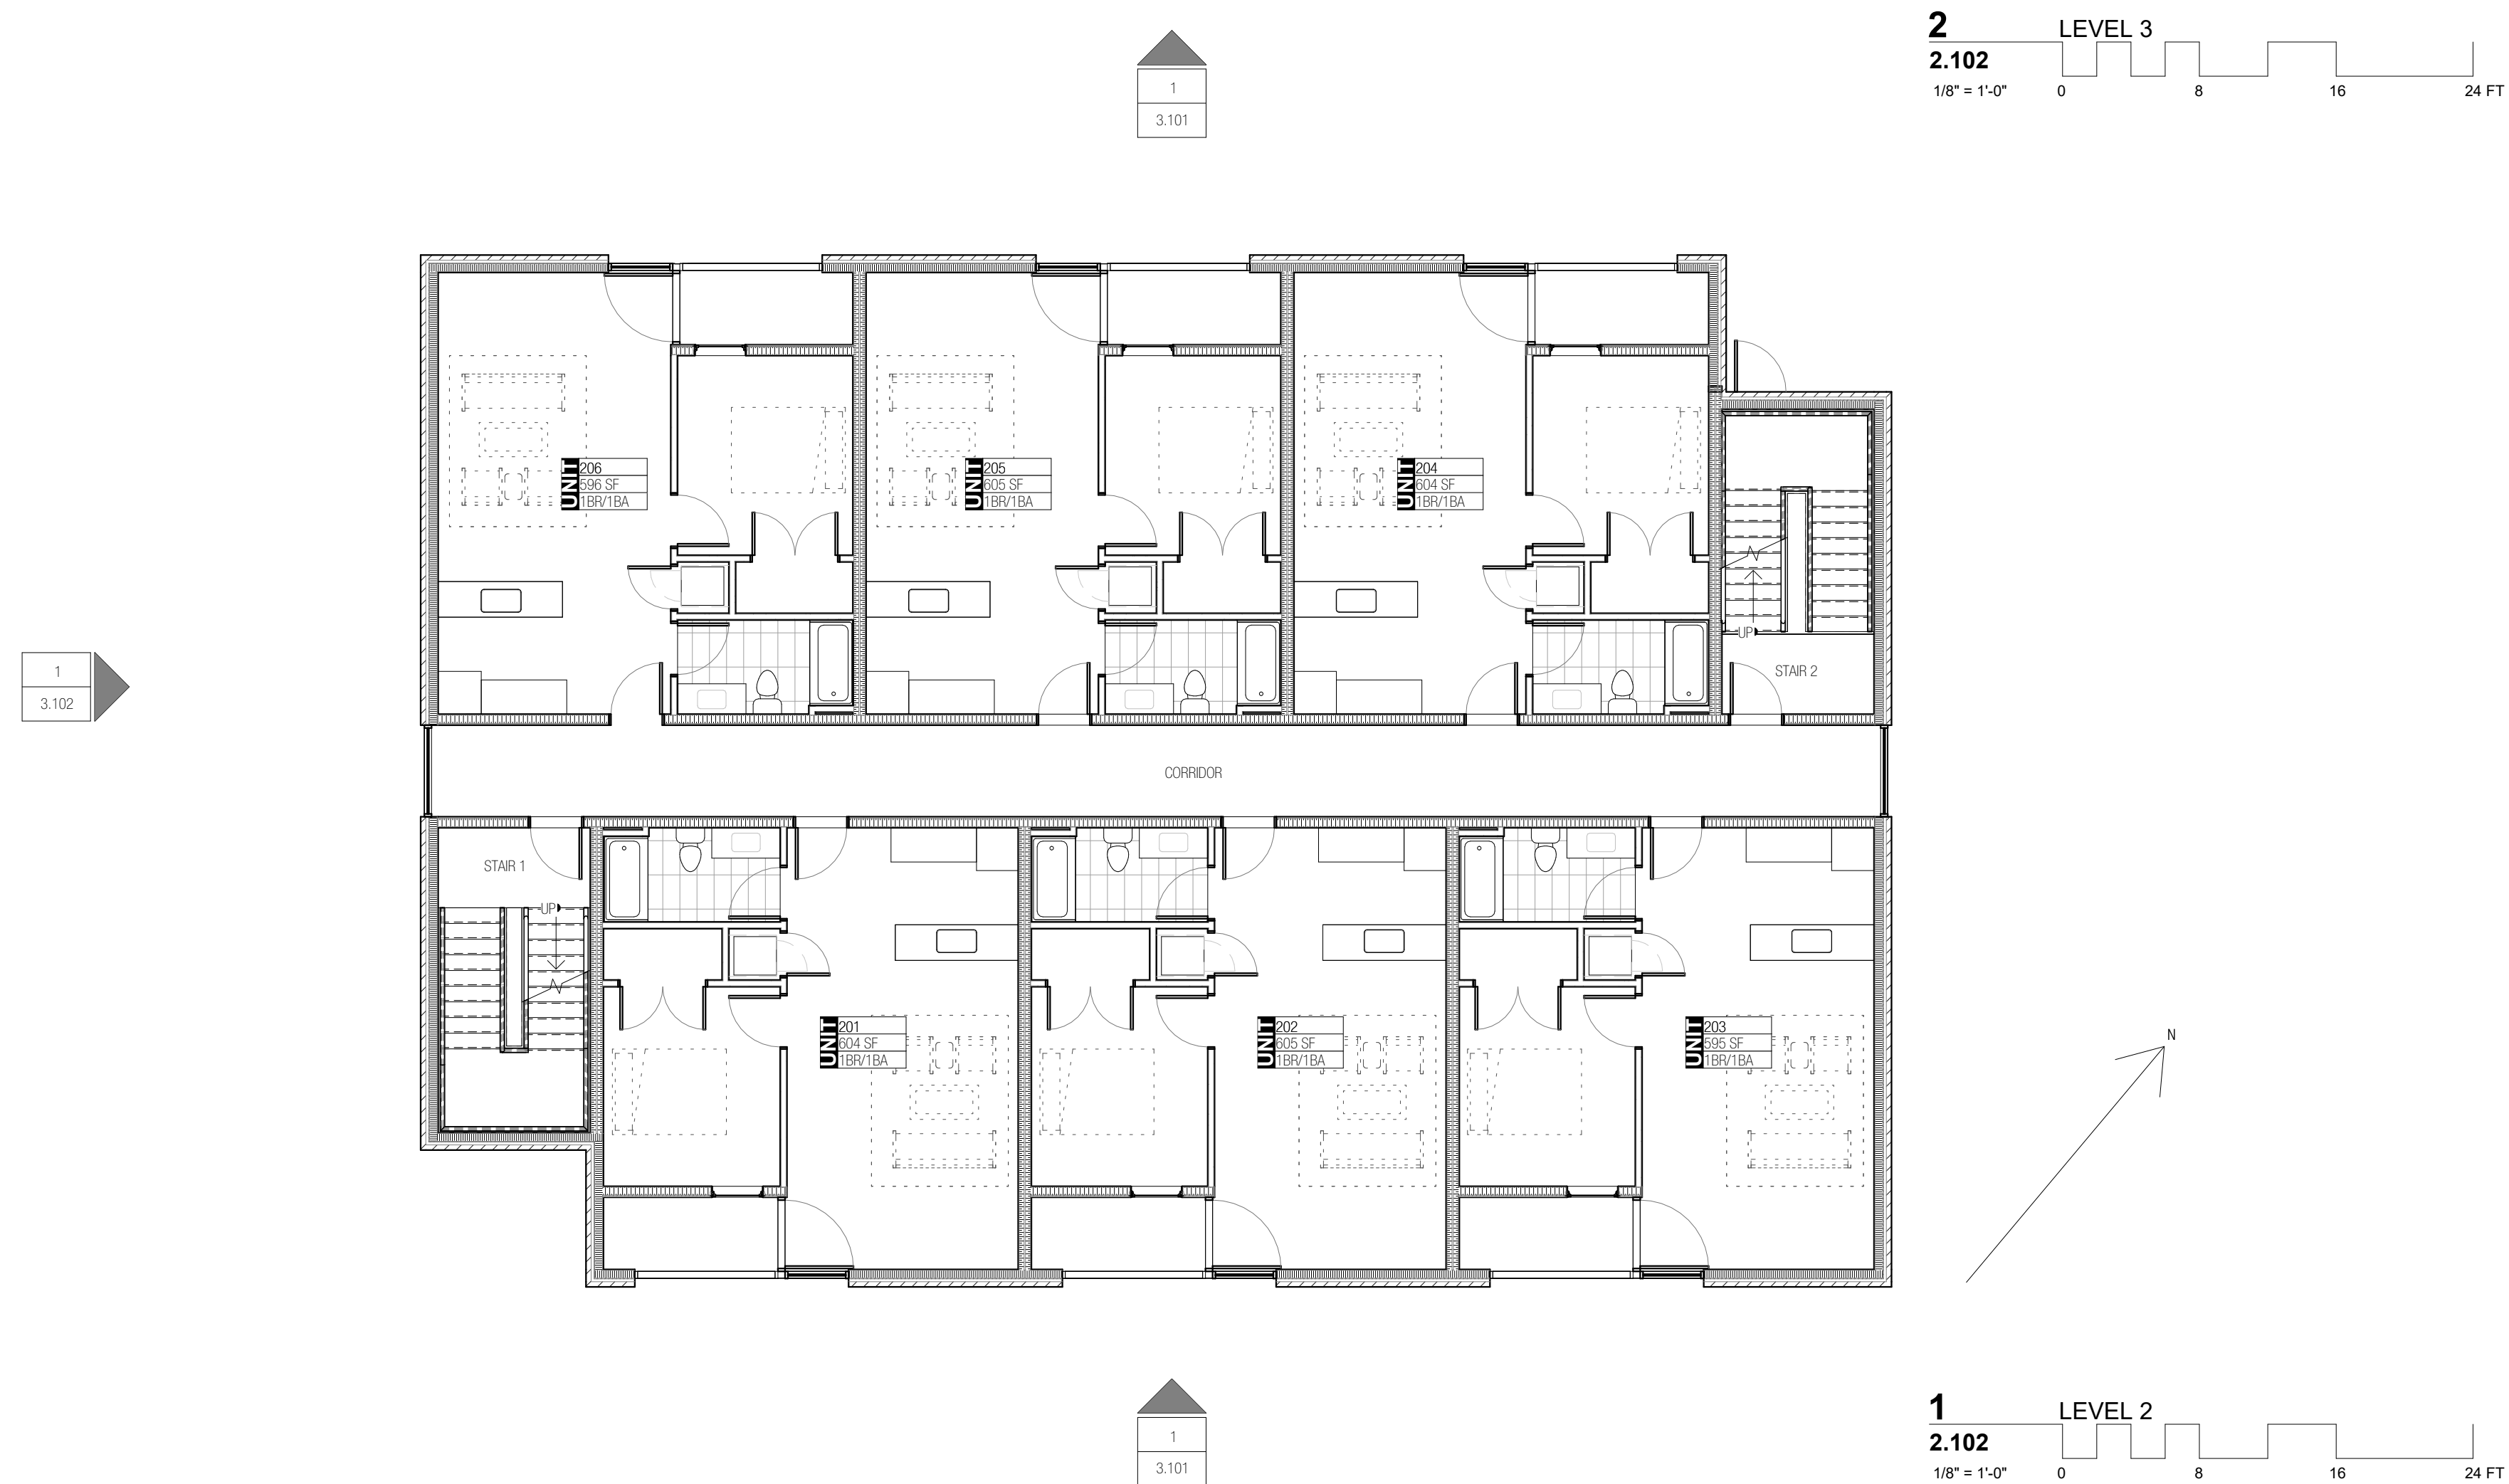 2 LEVEL 3
2.102
1/8" = 1'-0" 0 8 16 24 FT
1
3.101
UNIT 206
596 SF
1BR/1BA
UNIT 205
605 SF
1BR/1BA
UNIT 204
604 SF
1BR/1BA
UP
STAIR 2
1
3.102
CORRIDOR
STAIR 1
UP
UNIT 201
604 SF
1BR/1BA
UNIT 202
605 SF
1BR/1BA
UNIT 203
595 SF
1BR/1BA
N
1
3.101
1 LEVEL 2
2.102
1/8" = 1'-0" 0 8 16 24 FT